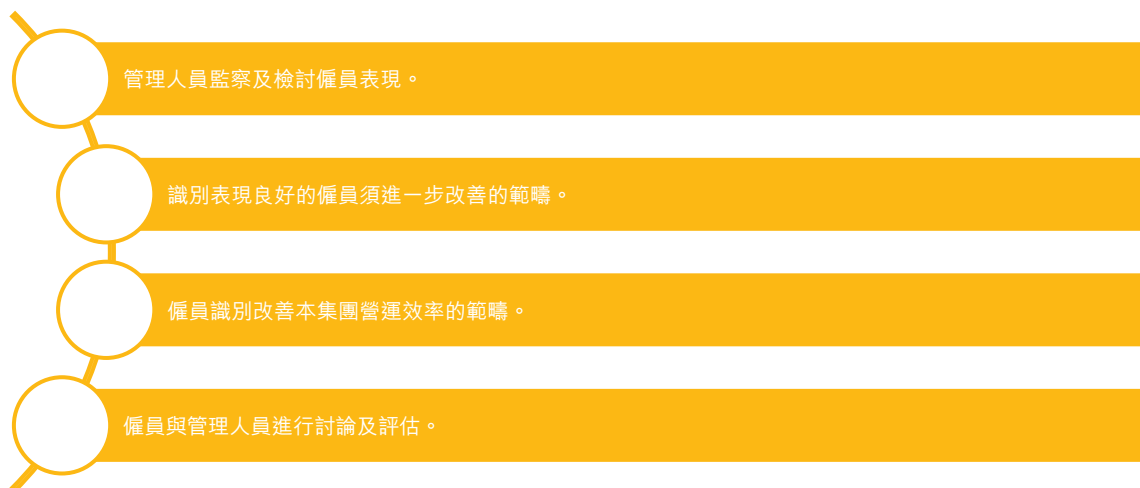 管理人員監察及檢討僱員表現。
識別表現良好的僱員須進一步改善的範疇。
僱員識別改善本集團營運效率的範疇。
僱員與管理人員進行討論及評估。